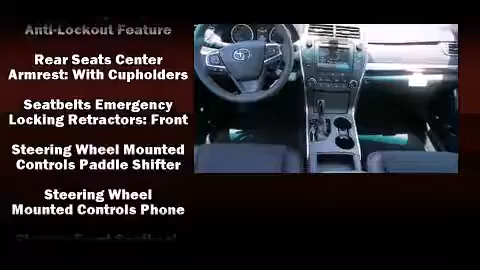 Anti-Lockout Feature
Rear Seats Center
Armrest: With Cupholders
Seatbelts Emergency
Locking Retractors: Front
Steering Wheel Mounted
Controls Paddle Shifter
Steering Wheel
Mounted Controls Phone